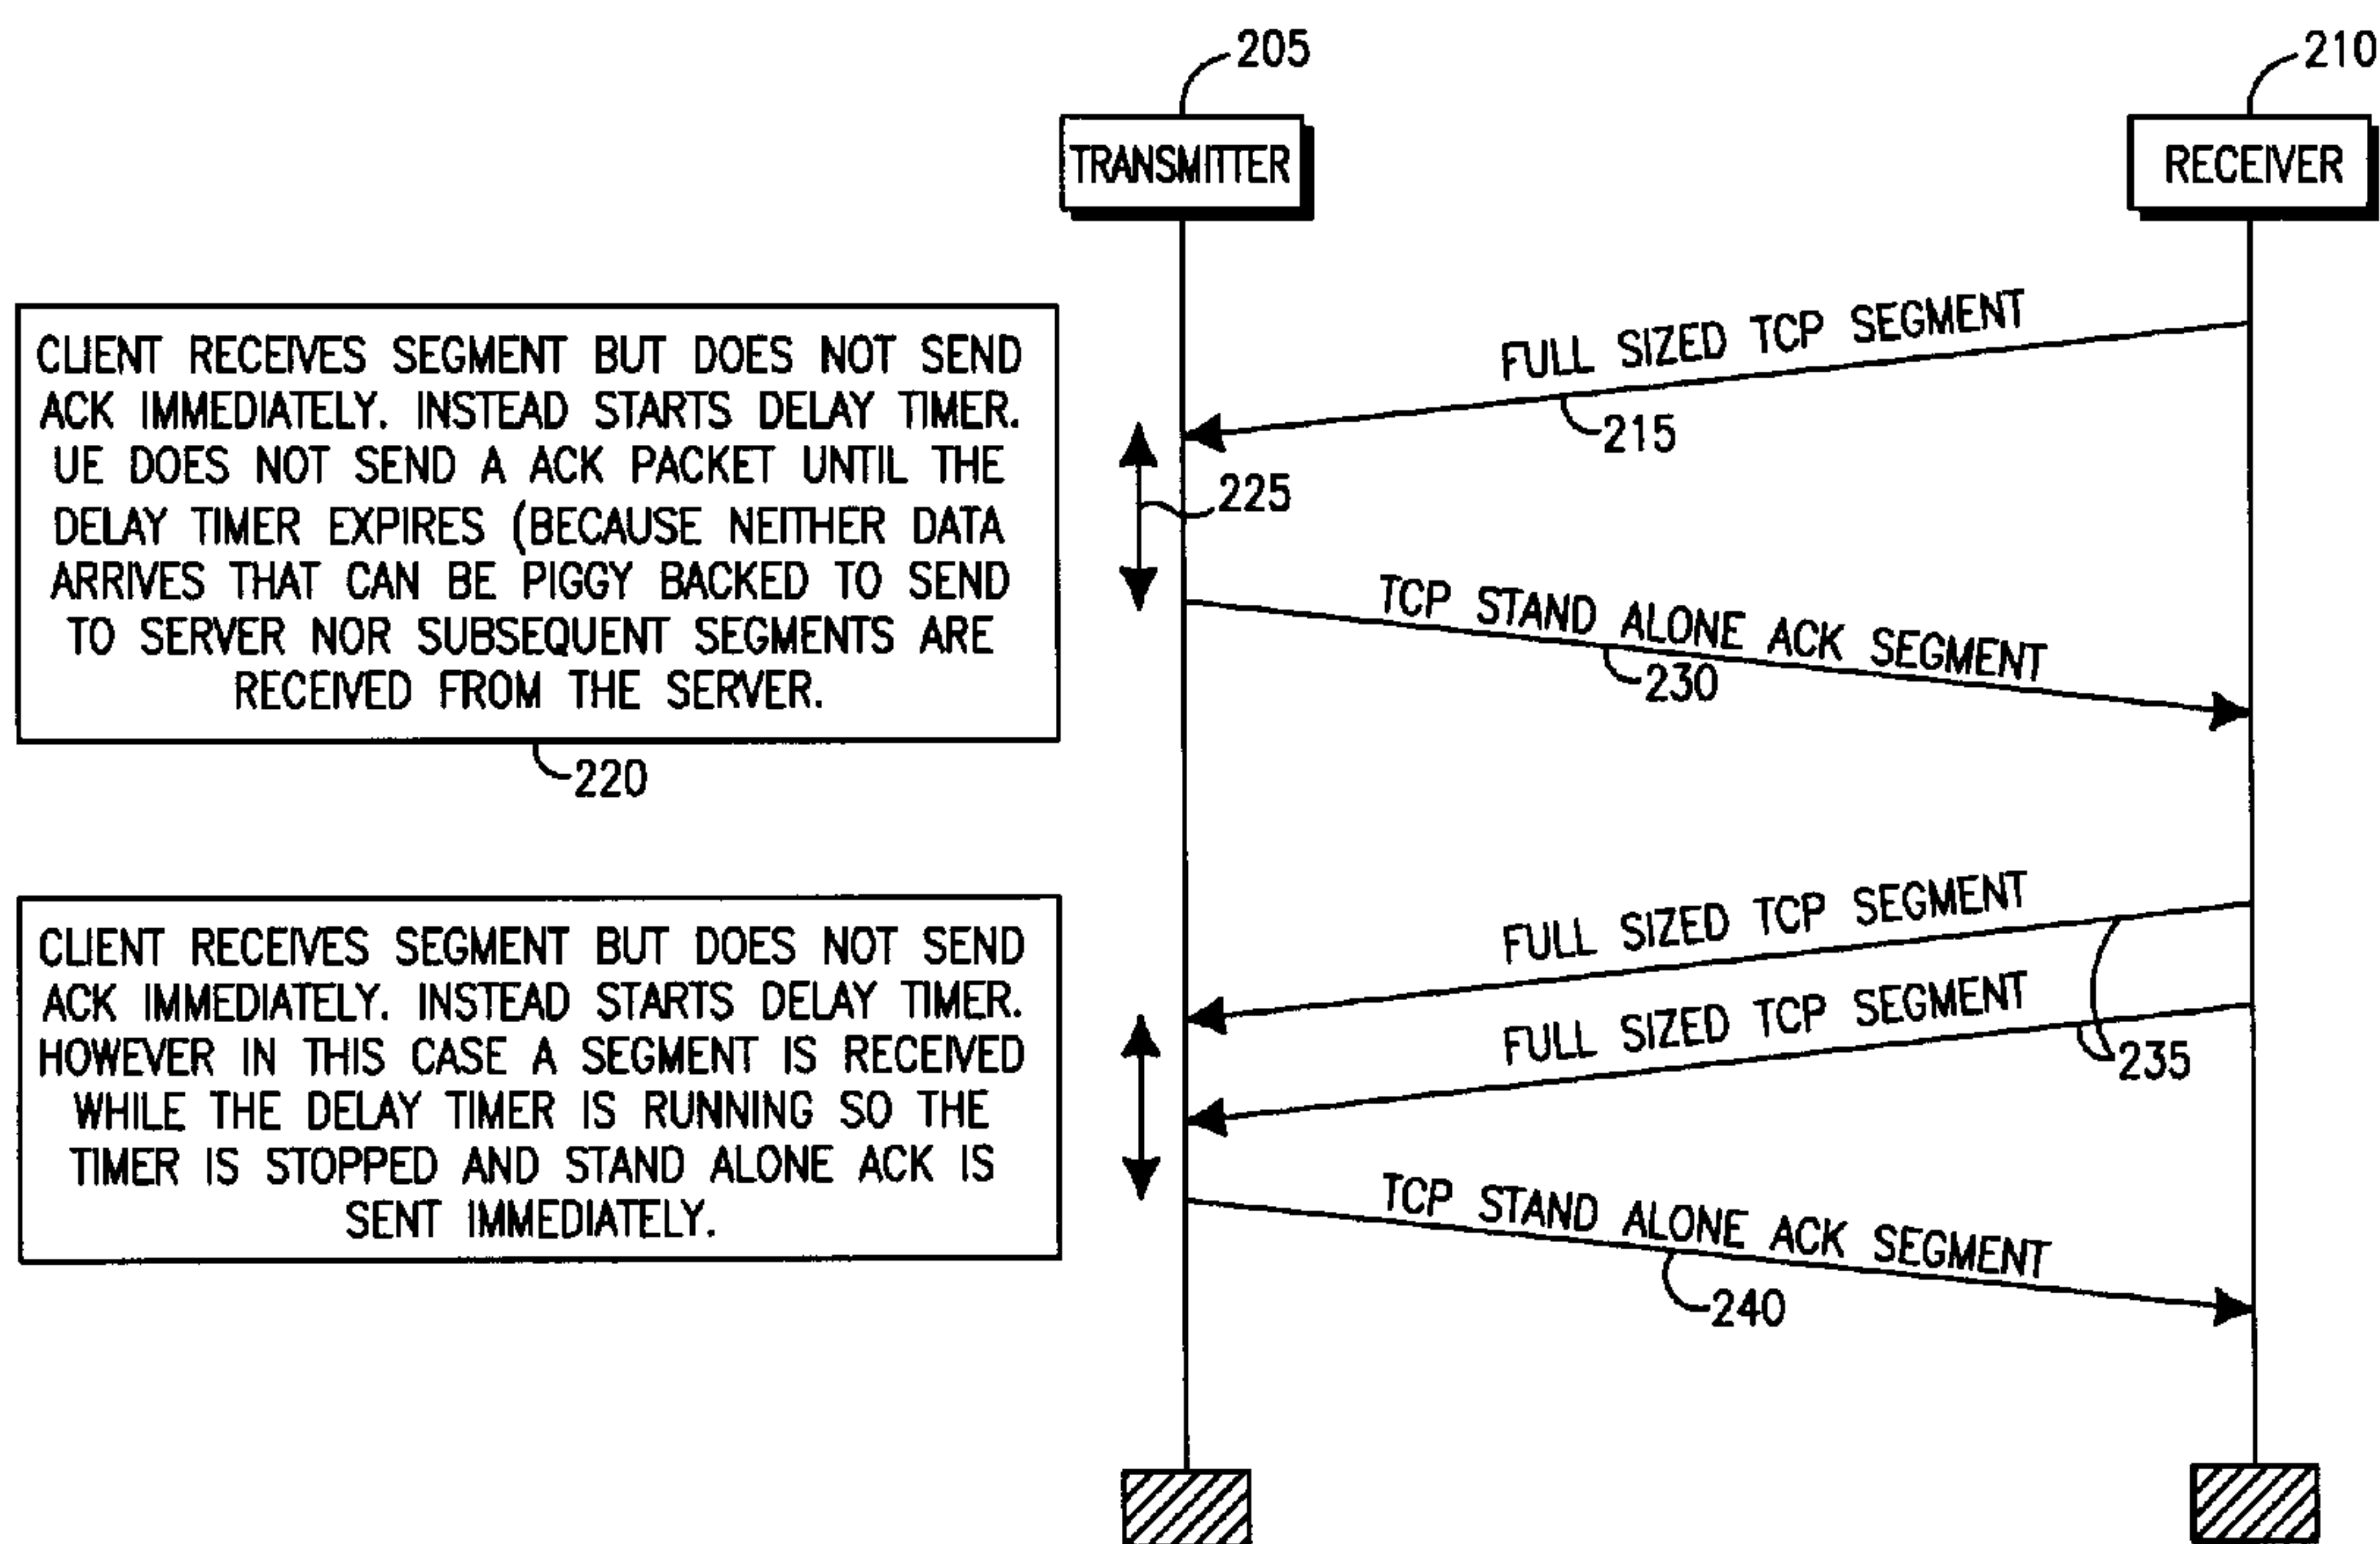 205
210
TRANSMITTER
RECEIVER
FULL SIZED TCP SEGMENT
215
CLIENT RECEIVES SEGMENT BUT DOES NOT SEND
ACK IMMEDIATELY. INSTEAD STARTS DELAY TIMER.
UE DOES NOT SEND A ACK PACKET UNTIL THE
DELAY TIMER EXPIRES (BECAUSE NEITHER DATA
ARRIVES THAT CAN BE PIGGY BACKED TO SEND
TO SERVER NOR SUBSEQUENT SEGMENTS ARE
RECEIVED FROM THE SERVER.
220
225
TCP STAND ALONE ACK SEGMENT
230
CLIENT RECEIVES SEGMENT BUT DOES NOT SEND
ACK IMMEDIATELY. INSTEAD STARTS DELAY TIMER.
HOWEVER IN THIS CASE A SEGMENT IS RECEIVED
WHILE THE DELAY TIMER IS RUNNING SO THE
TIMER IS STOPPED AND STAND ALONE ACK IS
SENT IMMEDIATELY.
FULL SIZED TCP SEGMENT
FULL SIZED TCP SEGMENT
235
TCP STAND ALONE ACK SEGMENT
240